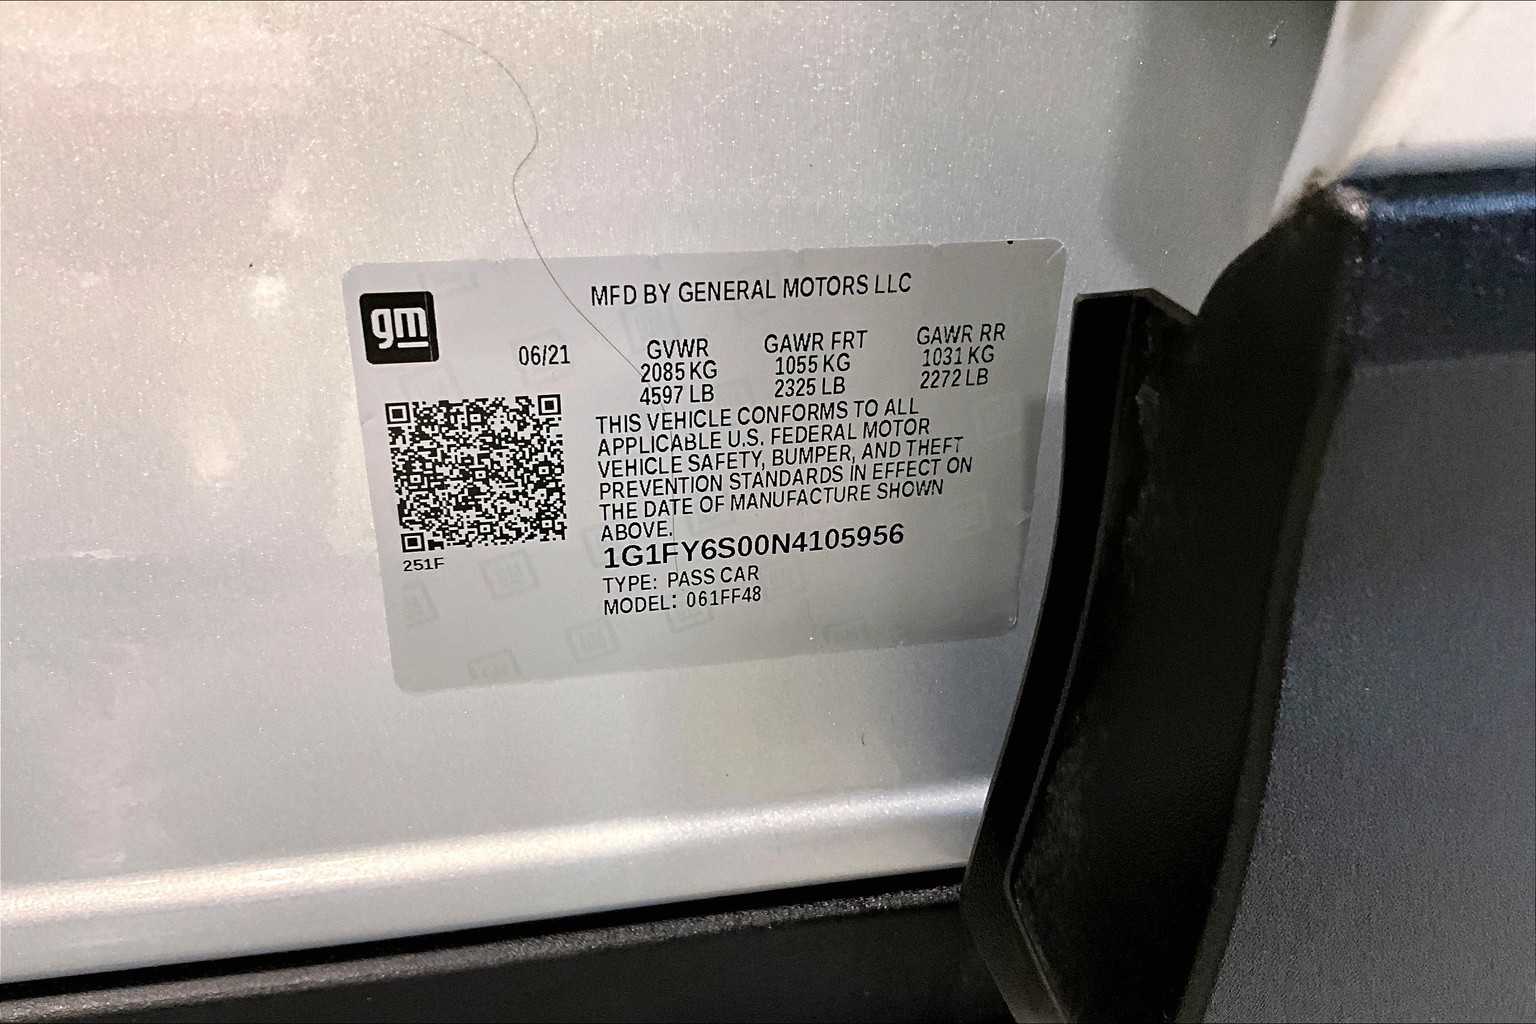 MFD BY GENERAL MOTORS LLC
gm
06/21
GVWR GAWR FRT GAWR RR
2085 KG 1055 KG 1031 KG
4597 LB 2325 LB 2272 LB
THIS VEHICLE CONFORMS TO ALL
APPLICABLE U.S. FEDERAL MOTOR
VEHICLE SAFETY, BUMPER, AND THEFT
PREVENTION STANDARDS IN EFFECT ON
THE DATE OF MANUFACTURE SHOWN
ABOVE.
1G1FY6S00N4105956
251F
TYPE: PASS CAR
MODEL: 061FF48